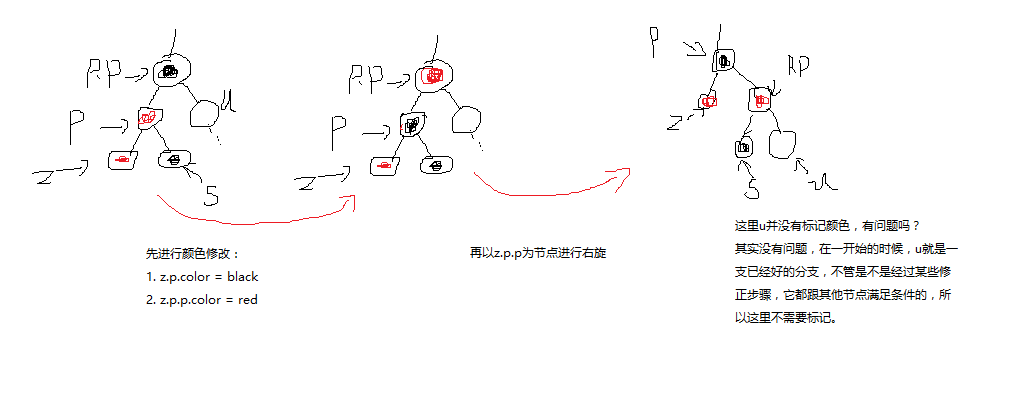 RP
u
P
z
S
先进行颜色修改：
1. z.p.color = black
2. z.p.p.color = red
RP
P
z
再以z.p.p为节点进行右旋
P
RP
z
S
u
这里u并没有标记颜色，有问题吗？
其实没有问题，在一开始的时候，u就是一
支已经好的分支，不管是不是经过某些修
正步骤，它都跟其他节点满足条件的，所
以这里不需要标记。